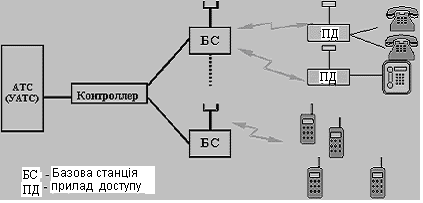 АТС
(УАТС)
Контроллер
БС
БС
ПД
ПД
БС - Базова станція
ПД - прилад доступу